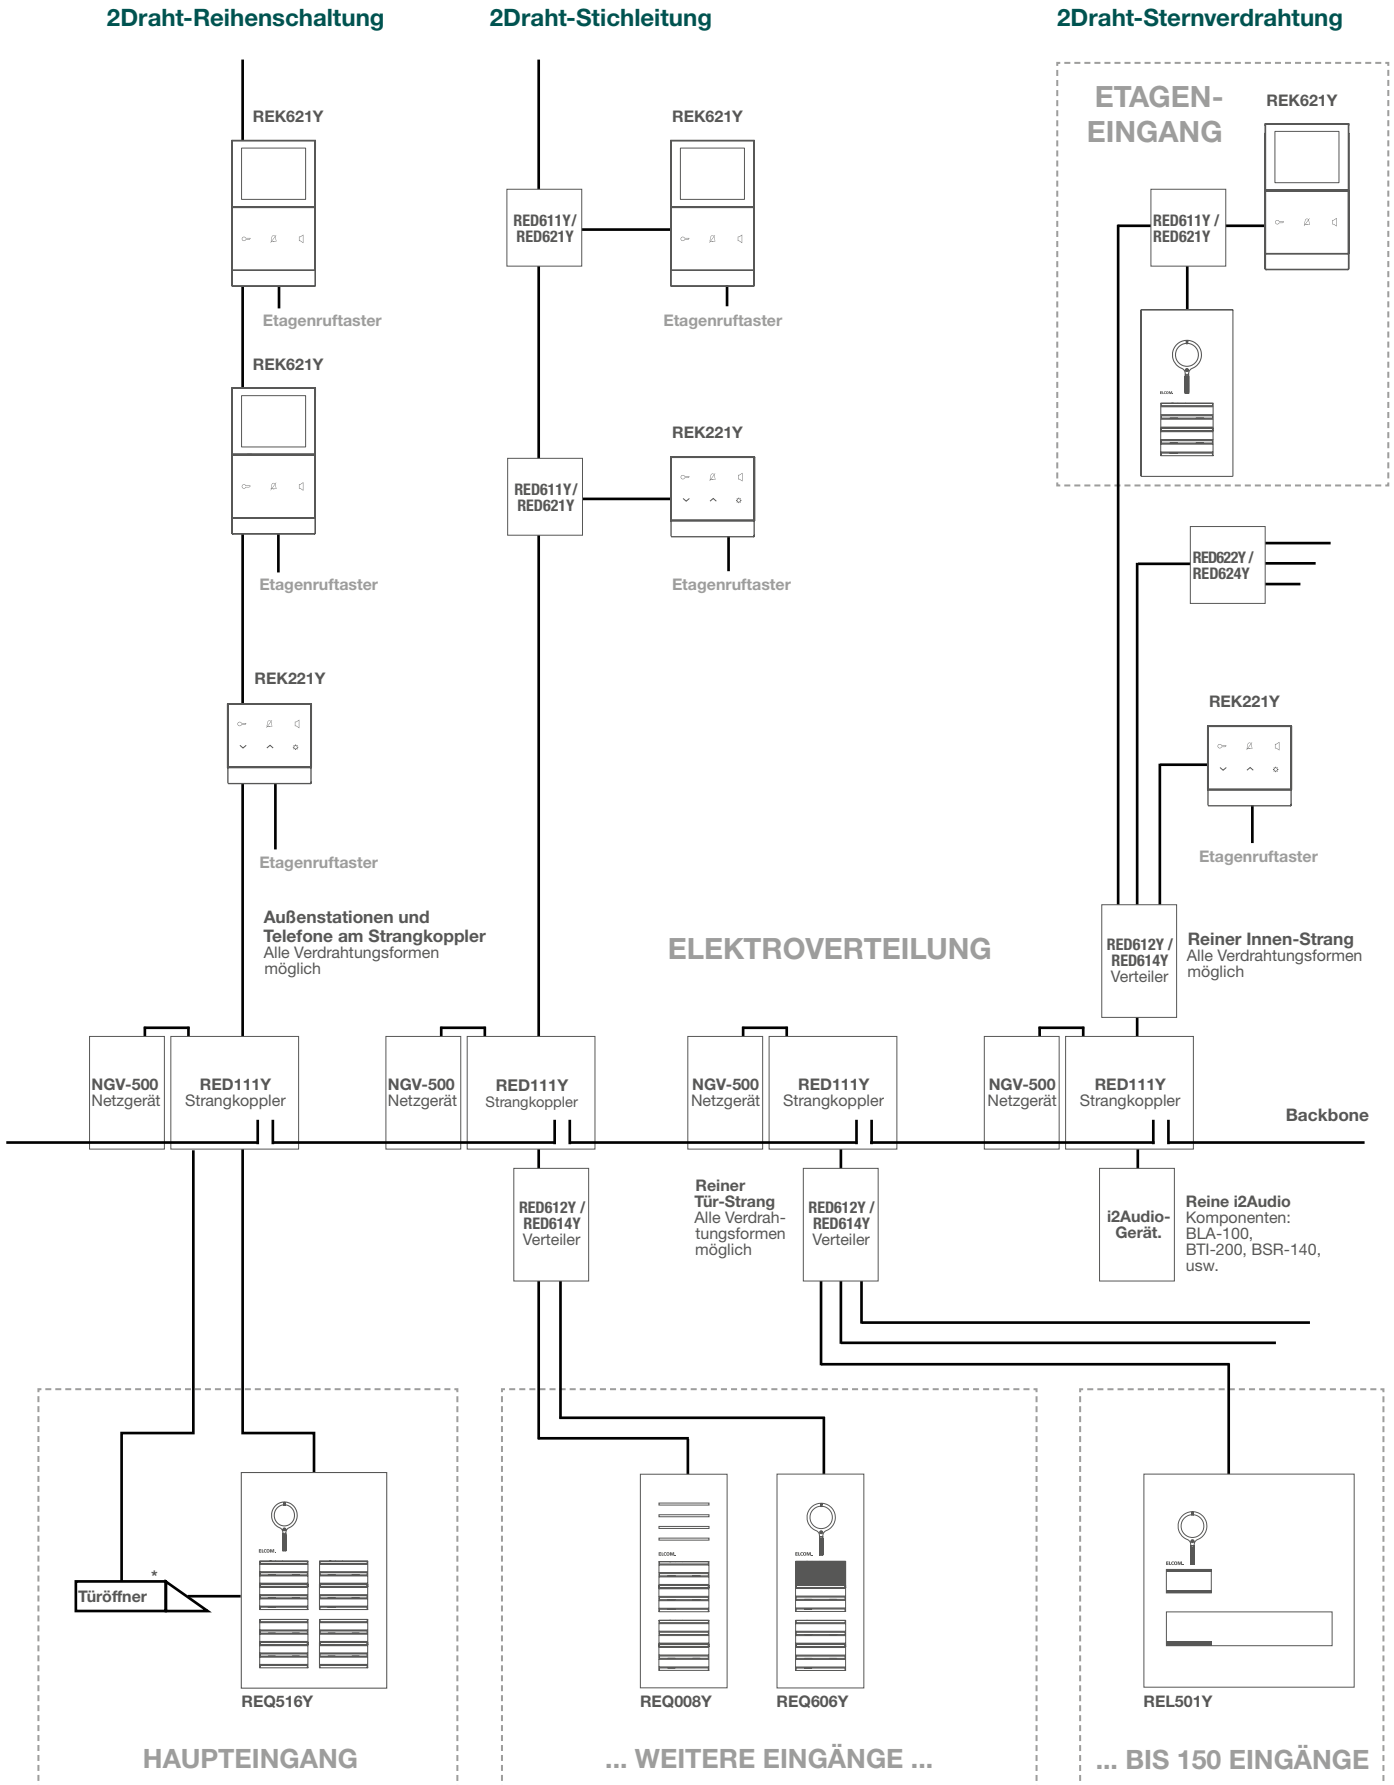 2Draht-Reihenschaltung
2Draht-Stichleitung
2Draht-Sternverdrahtung
REK621Y
Etagenruftaster
REK621Y
Etagenruftaster
REK221Y
Etagenruftaster
Außenstationen und
Telefone am Strangkoppler
Alle Verdrahtungsformen
möglich
REK621Y
RED611Y/
RED621Y
Etagenruftaster
REK221Y
RED611Y/
RED621Y
Etagenruftaster
ETAGEN-
EINGANG
REK621Y
RED611Y /
RED621Y
ELCOM.
RED622Y /
RED624Y
REK221Y
Etagenruftaster
ELEKTROVERTEILUNG
RED612Y /
RED614Y
Verteiler
Reiner Innen-Strang
Alle Verdrahtungsformen
möglich
NGV-500
Netzgerät
RED111Y
Strangkoppler
NGV-500
Netzgerät
RED111Y
Strangkoppler
NGV-500
Netzgerät
RED111Y
Strangkoppler
NGV-500
Netzgerät
RED111Y
Strangkoppler
Backbone
RED612Y /
RED614Y
Verteiler
Reiner
Tür-Strang
Alle Verdrah-
tungsformen
möglich
RED612Y /
RED614Y
Verteiler
i2Audio-
Gerät.
Reine i2Audio
Komponenten:
BLA-100,
BTI-200, BSR-140,
usw.
*
Türöffner
ELCOM.
REQ516Y
HAUPTEINGANG
ELCOM.
REQ008Y
ELCOM.
REQ606Y
... WEITERE EINGÄNGE ...
ELCOM.
REL501Y
... BIS 150 EINGÄNGE